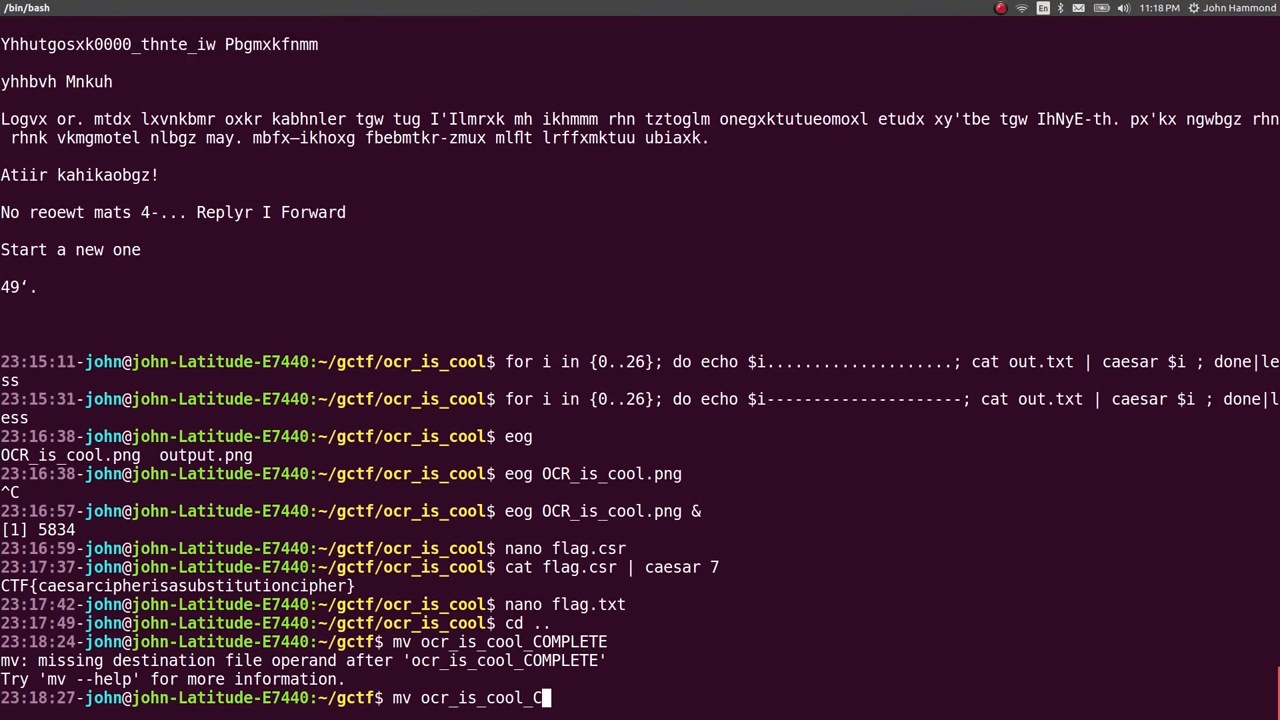 /bin/bash
En
11:18 PM
John Hammond
Yhhutgosxk0000_thnte_iw Pbgmxkfnmm
yhhbvh Mnkuh
Logvx or. mtdx lxvnkbmr oxkr kabhnler tgw tug I'Ilmrxk mh ikhmmm rhn tztoglm onegxktutueomoxl etudx xy'tbe tgw IhNyE-th. px'kx ngwbgz rhn
rhnk vkmgmotel nlbgz may. mbfx—ikhoxg fbebmtkr-zmux mlﬂt lrffxmktuu ubiaxk.
Atiir kahikaobgz!
No reoewt mats 4-... Replyr I Forward
Start a new one
49‘.
23:15:11-john@john-Latitude-E7440:~/gctf/ocr_is_cool$ for i in {0..26}; do echo $i....................; cat out.txt | caesar $i ; done|le
ss
23:15:31-john@john-Latitude-E7440:~/gctf/ocr_is_cool$ for i in {0..26}; do echo $i---------------------; cat out.txt | caesar $i ; done|l
ess
23:16:38-john@john-Latitude-E7440:~/gctf/ocr_is_cool$ eog
OCR_is_cool.png  output.png
23:16:38-john@john-Latitude-E7440:~/gctf/ocr_is_cool$ eog OCR_is_cool.png
^C
23:16:57-john@john-Latitude-E7440:~/gctf/ocr_is_cool$ eog OCR_is_cool.png &
[1] 5834
23:16:59-john@john-Latitude-E7440:~/gctf/ocr_is_cool$ nano flag.csr
23:17:37-john@john-Latitude-E7440:~/gctf/ocr_is_cool$ cat flag.csr | caesar 7
CTF{caesarcipherisasubstitutioncipher}
23:17:42-john@john-Latitude-E7440:~/gctf/ocr_is_cool$ nano flag.txt
23:17:49-john@john-Latitude-E7440:~/gctf/ocr_is_cool$ cd ..
23:18:24-john@john-Latitude-E7440:~/gctf$ mv ocr_is_cool_COMPLETE
mv: missing destination file operand after 'ocr_is_cool_COMPLETE'
Try 'mv --help' for more information.
23:18:27-john@john-Latitude-E7440:~/gctf$ mv ocr_is_cool_C